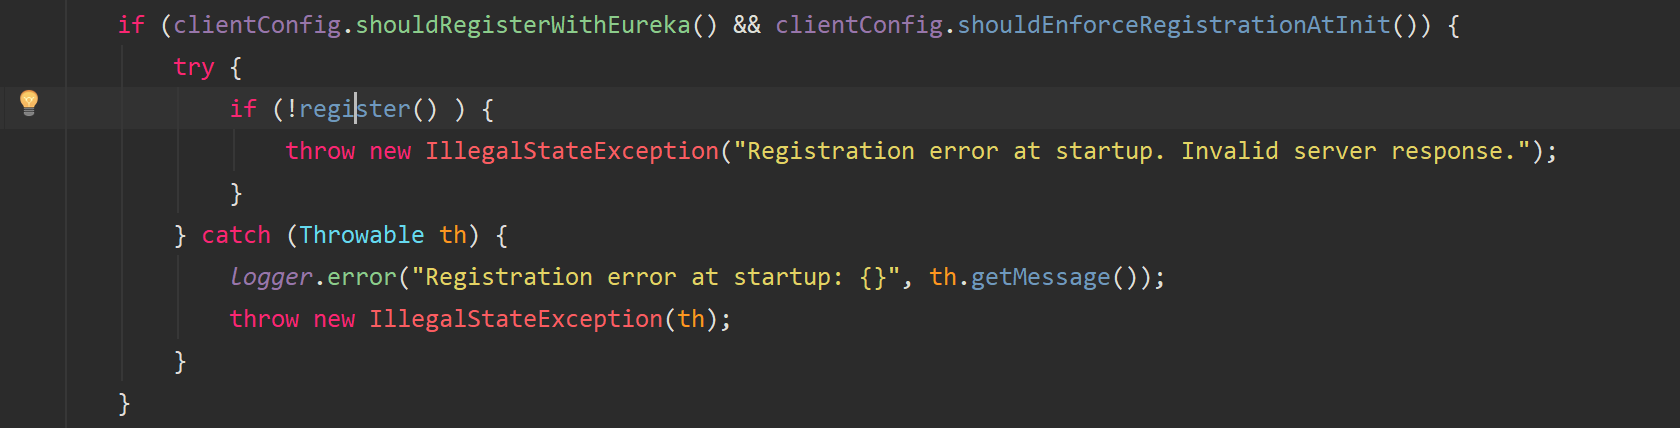 if (clientConfig.shouldRegisterWithEureka() && clientConfig.shouldEnforceRegistrationAtInit()) {
try {
if (!register() ) {
throw new IllegalStateException("Registration error at startup. Invalid server response.");
}
} catch (Throwable th) {
logger.error("Registration error at startup: {}", th.getMessage());
throw new IllegalStateException(th);
}
}